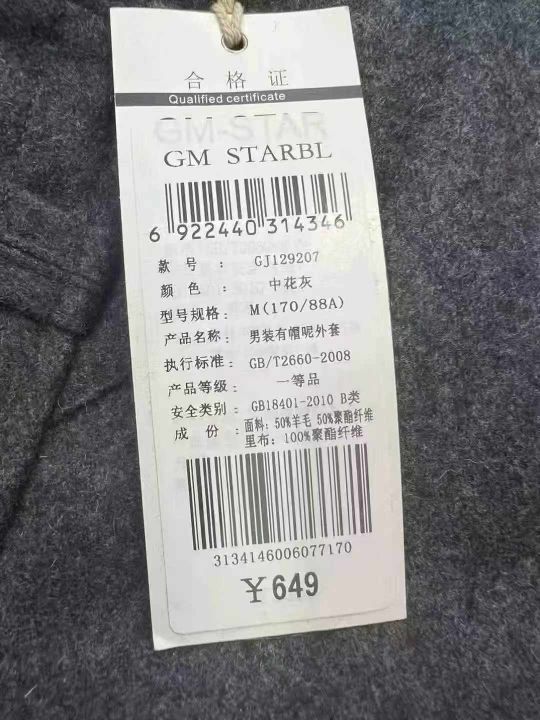 合格证
Qualified certificate
GM-STAR
GM STARBL
6 922440 314346
款 号 : GJ129207
颜 色 : 中花灰
型号规格: M(170/88A)
产品名称: 男装有帽呢外套
执行标准: GB/T2660-2008
产品等级: 一等品
安全类别: GB18401-2010 B类
成 份: 面料: 50%羊毛 50%聚酯纤维
里布: 100%聚酯纤维
3134146006077170
¥649